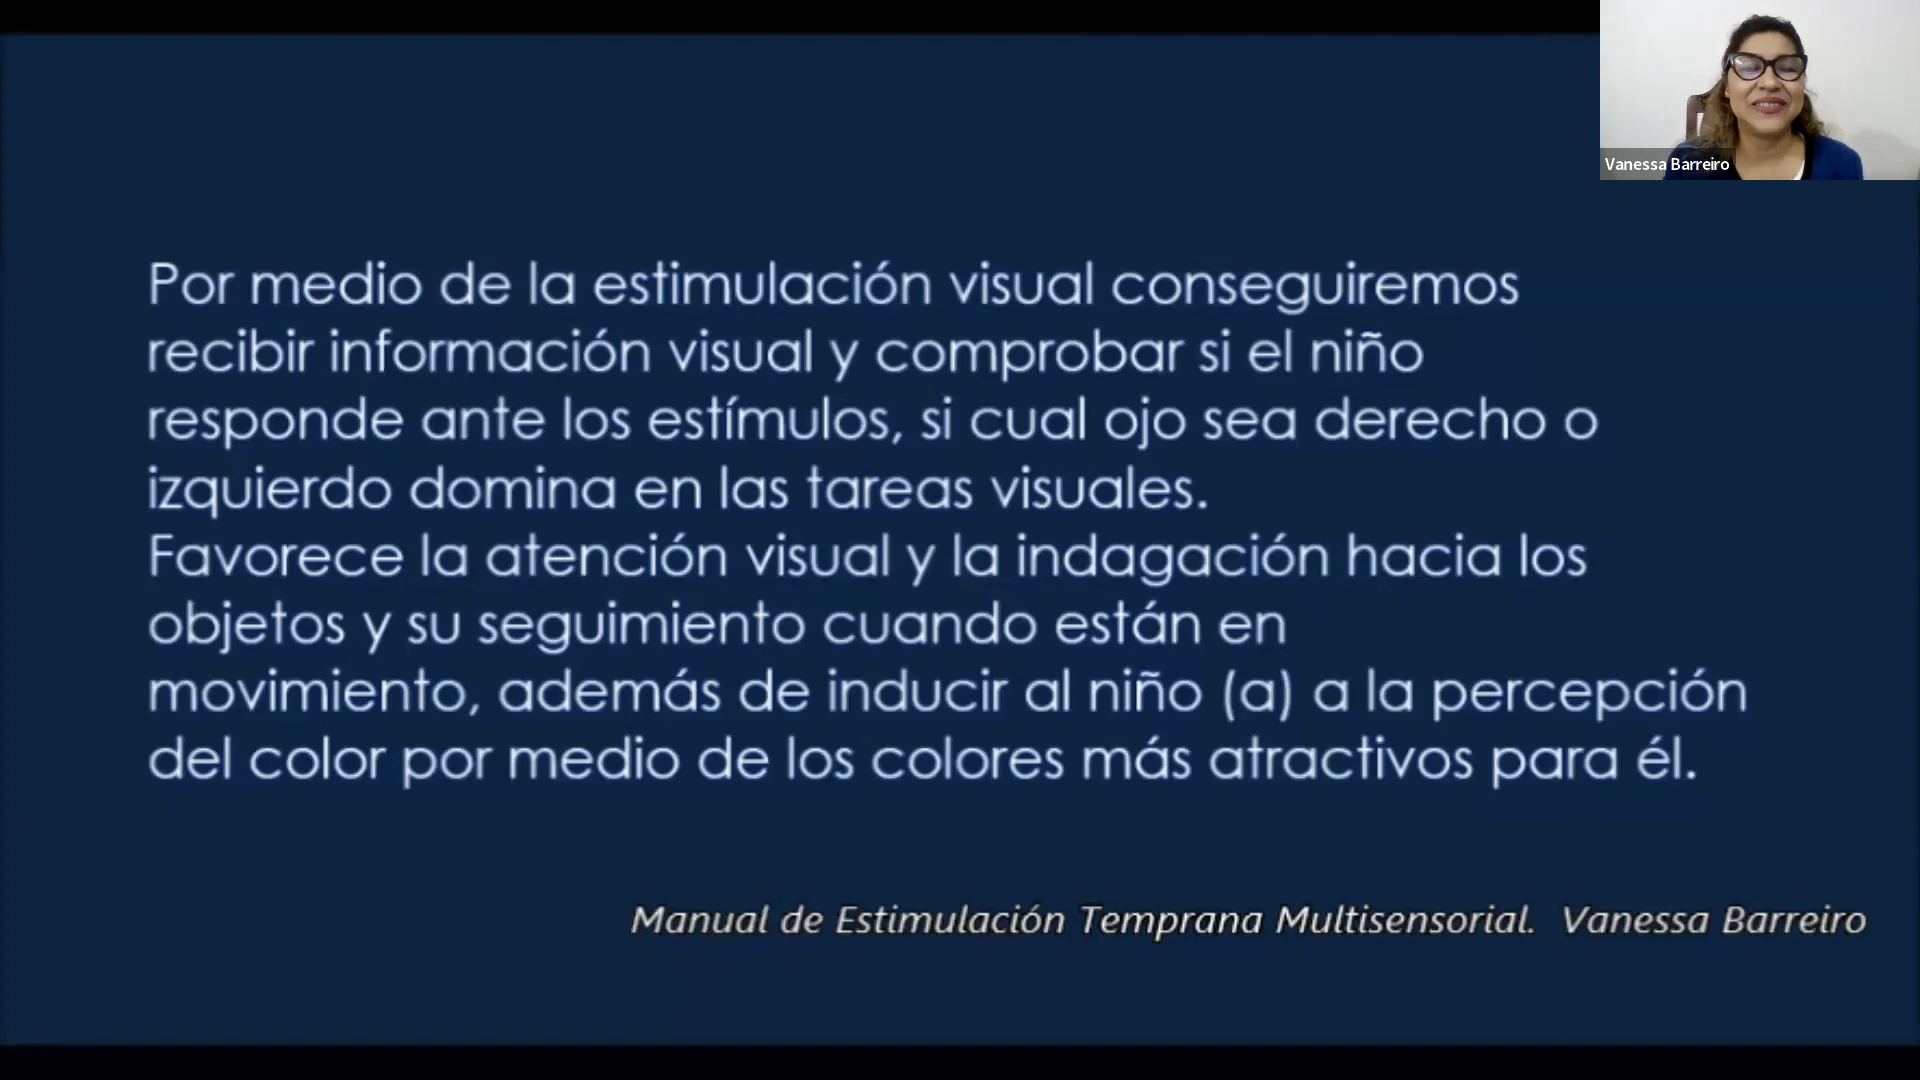 Vanessa Barreiro
Por medio de la estimulación visual conseguiremos
recibir información visual y comprobar si el niño
responde ante los estímulos, si cual ojo sea derecho o
izquierdo domina en las tareas visuales.
Favorece la atención visual y la indagación hacia los
objetos y su seguimiento cuando están en
movimiento, además de inducir al niño (a) a la percepción
del color por medio de los colores más atractivos para él.
Manual de Estimulación Temprana Multisensorial. Vanessa Barreiro